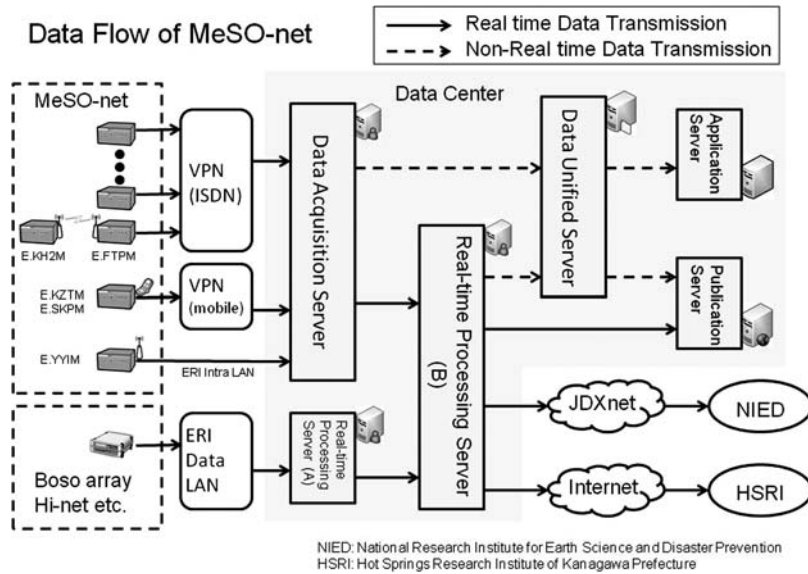 Data Flow of MeSO-net
Real time Data Transmission
Non-Real time Data Transmission
MeSO-net
E.KH2M
E.FTPM
E.KZTM
E.SKPM
E.YYIM
VPN
(ISDN)
VPN
(mobile)
ERI Intra LAN
Boso array
Hi-net etc.
ERI
Data
LAN
Data Center
Data Acquisition Server
Real-time
Processing
Server (A)
Real-time Processing Server
(B)
Data Unified Server
Application
Server
Publication
Server
JDXnet
NIED
Internet
HSRI
NIED: National Research Institute for Earth Science and Disaster Prevention
HSRI: Hot Springs Research Institute of Kanagawa Prefecture